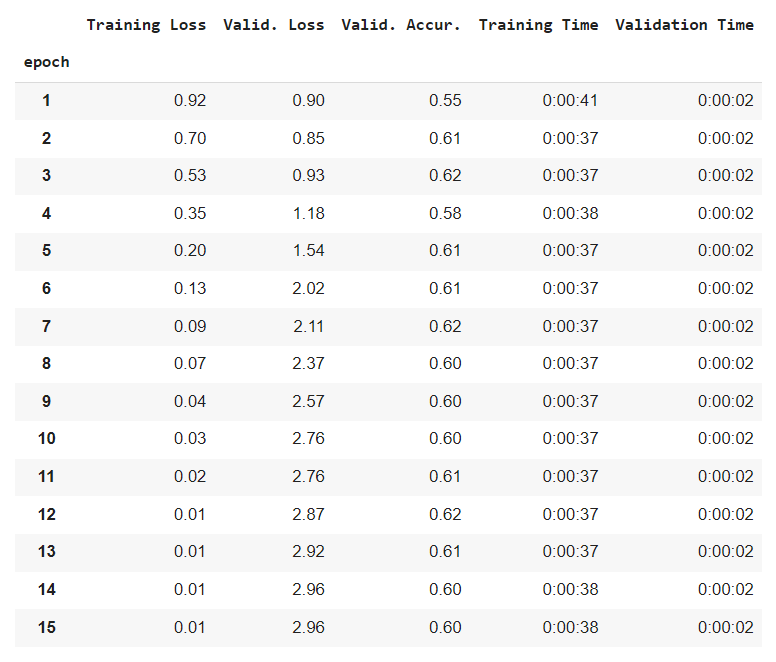 Training Loss Valid. Loss Valid. Accur. Training Time Validation Time
epoch
1 0.92 0.90 0.55 0:00:41 0:00:02
2 0.70 0.85 0.61 0:00:37 0:00:02
3 0.53 0.93 0.62 0:00:37 0:00:02
4 0.35 1.18 0.58 0:00:38 0:00:02
5 0.20 1.54 0.61 0:00:37 0:00:02
6 0.13 2.02 0.61 0:00:37 0:00:02
7 0.09 2.11 0.62 0:00:37 0:00:02
8 0.07 2.37 0.60 0:00:37 0:00:02
9 0.04 2.57 0.60 0:00:37 0:00:02
10 0.03 2.76 0.60 0:00:37 0:00:02
11 0.02 2.76 0.61 0:00:37 0:00:02
12 0.01 2.87 0.62 0:00:37 0:00:02
13 0.01 2.92 0.61 0:00:37 0:00:02
14 0.01 2.96 0.60 0:00:38 0:00:02
15 0.01 2.96 0.60 0:00:38 0:00:02